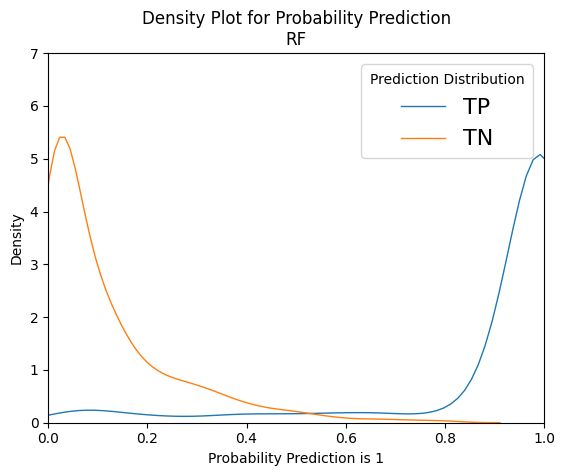 Density Plot for Probability Prediction
RF
Prediction Distribution
TP
TN
7
6
5
4
3
2
1
0
Density
0.0 0.2 0.4 0.6 0.8 1.0
Probability Prediction is 1